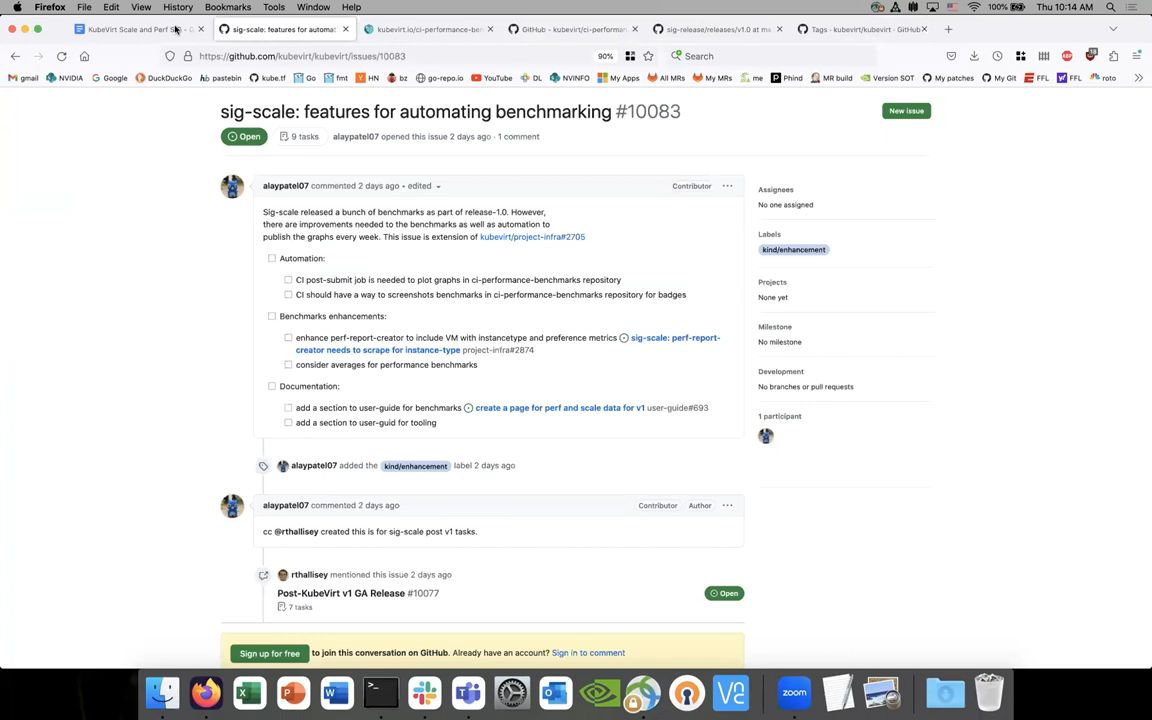 Firefox File Edit View History Bookmarks Tools Window Help 100% Thu 10:14 AM
KubeVirt Scale and Perf
sig-scale: features for automat
kubevirt.io/ci-performance-ben
GitHub - kubevirt/ci-performan
sig-release/releases/v1.0 at m
Tags · kubevirt/kubevirt · GitHub
https://github.com/kubevirt/kubevirt/issues/10083 90% Search
gmail NVIDIA Google DuckDuckGo pastebin kube.tf Go fmt HN bz go-repo.io YouTube DL NVINFO My Apps All MRs My MRs me Phind MR build Version SOT My patches My Git FFL FFL roto
sig-scale: features for automating benchmarking #10083
New issue
Open 9 tasks alaypatel07 opened this issue 2 days ago · 1 comment
alaypatel07 commented 2 days ago • edited Contributor
Sig-scale released a bunch of benchmarks as part of release-1.0. However,
there are improvements needed to the benchmarks as well as automation to
publish the graphs every week. This issue is extension of kubevirt/project-infra#2705
Automation:
CI post-submit job is needed to plot graphs in ci-performance-benchmarks repository
CI should have a way to screenshots benchmarks in ci-performance-benchmarks repository for badges
Benchmarks enhancements:
enhance perf-report-creator to include VM with instancetype and preference metrics sig-scale: perf-report-
creator needs to scrape for instance-type project-infra#2874
consider averages for performance benchmarks
Documentation:
add a section to user-guide for benchmarks create a page for perf and scale data for v1 user-guide#693
add a section to user-guid for tooling
Assignees
No one assigned
Labels
kind/enhancement
Projects
None yet
Milestone
No milestone
Development
No branches or pull requests
1 participant
alaypatel07 added the kind/enhancement label 2 days ago
alaypatel07 commented 2 days ago Contributor Author
cc @rthallisey created this is for sig-scale post v1 tasks.
rthallisey mentioned this issue 2 days ago
Post-KubeVirt v1 GA Release #10077
Open
7 tasks
Sign up for free to join this conversation on GitHub. Already have an account? Sign in to comment
zoom